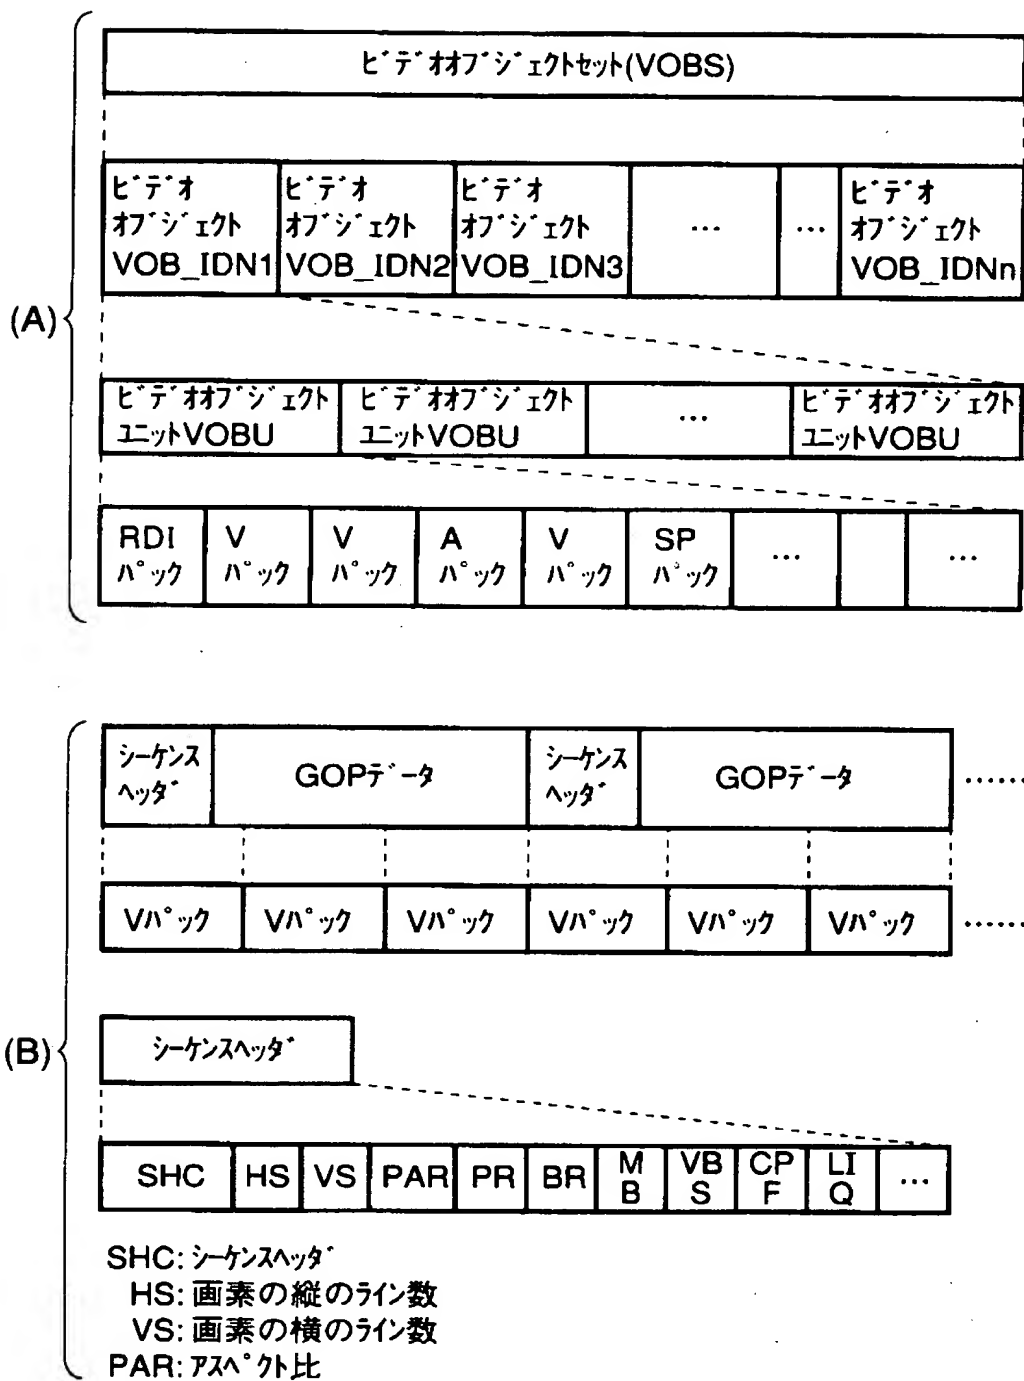 (A)
ﾋﾞﾃﾞｵｵﾌﾞｼﾞｪｸﾄｾｯﾄ(VOBS)
ﾋﾞﾃﾞｵ
ｵﾌﾞｼﾞｪｸﾄ
VOB_IDN1
ﾋﾞﾃﾞｵ
ｵﾌﾞｼﾞｪｸﾄ
VOB_IDN2
ﾋﾞﾃﾞｵ
ｵﾌﾞｼﾞｪｸﾄ
VOB_IDN3
…
…
ﾋﾞﾃﾞｵ
ｵﾌﾞｼﾞｪｸﾄ
VOB_IDNn
ﾋﾞﾃﾞｵｵﾌﾞｼﾞｪｸﾄ
ﾕﾆｯﾄVOBU
ﾋﾞﾃﾞｵｵﾌﾞｼﾞｪｸﾄ
ﾕﾆｯﾄVOBU
…
ﾋﾞﾃﾞｵｵﾌﾞｼﾞｪｸﾄ
ﾕﾆｯﾄVOBU
RDI
ﾊﾟｯｸ
V
ﾊﾟｯｸ
V
ﾊﾟｯｸ
A
ﾊﾟｯｸ
V
ﾊﾟｯｸ
SP
ﾊﾟｯｸ
…
…
(B)
ｼｰｹﾝｽ
ﾍｯﾀﾞ
GOPﾃﾞｰﾀ
ｼｰｹﾝｽ
ﾍｯﾀﾞ
GOPﾃﾞｰﾀ
……
Vﾊﾟｯｸ
Vﾊﾟｯｸ
Vﾊﾟｯｸ
Vﾊﾟｯｸ
Vﾊﾟｯｸ
Vﾊﾟｯｸ
……
ｼｰｹﾝｽﾍｯﾀﾞ
SHC
HS
VS
PAR
PR
BR
M
B
VB
S
CP
F
LI
Q
…
SHC: ｼｰｹﾝｽﾍｯﾀﾞ
HS: 画素の縦のﾗｲﾝ数
VS: 画素の横のﾗｲﾝ数
PAR: ｱｽﾍﾟｸﾄ比